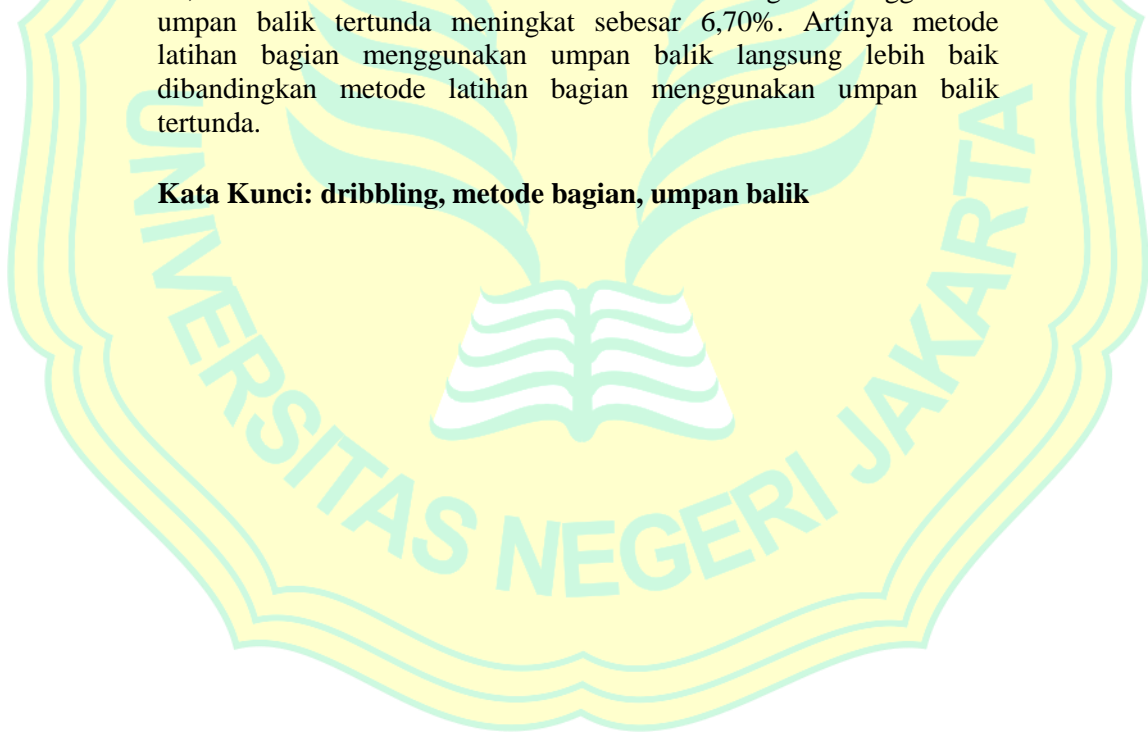 umpan balik tertunda meningkat sebesar 6,70%. Artinya metode
latihan bagian menggunakan umpan balik langsung lebih baik
dibandingkan metode latihan bagian menggunakan umpan balik
tertunda.
Kata Kunci: dribbling, metode bagian, umpan balik
UNIVERSITAS NEGERI JAKARTA